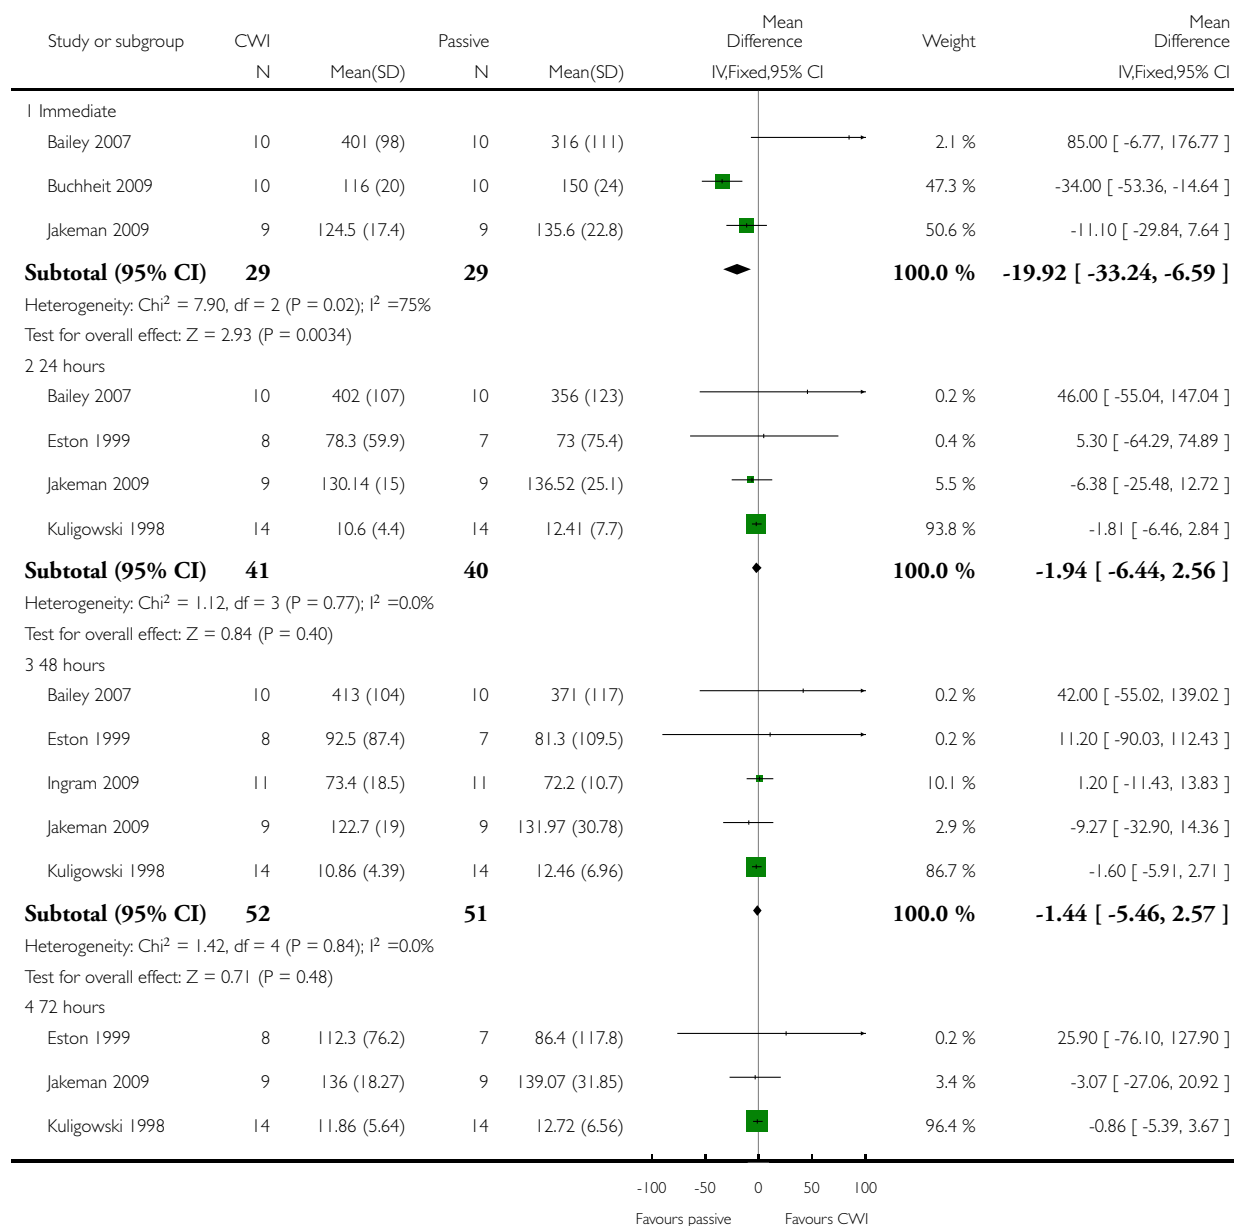 Study or subgroup CWI Passive Mean Difference Weight Mean Difference
N Mean(SD) N Mean(SD) IV,Fixed,95% CI IV,Fixed,95% CI
1 Immediate
Bailey 2007 10 401 (98) 10 316 (111) 2.1 % 85.00 [ -6.77, 176.77 ]
Buchheit 2009 10 116 (20) 10 150 (24) 47.3 % -34.00 [ -53.36, -14.64 ]
Jakeman 2009 9 124.5 (17.4) 9 135.6 (22.8) 50.6 % -11.10 [ -29.84, 7.64 ]
Subtotal (95% CI) 29 29 100.0 % -19.92 [ -33.24, -6.59 ]
Heterogeneity: Chi² = 7.90, df = 2 (P = 0.02); I² =75%
Test for overall effect: Z = 2.93 (P = 0.0034)
2 24 hours
Bailey 2007 10 402 (107) 10 356 (123) 0.2 % 46.00 [ -55.04, 147.04 ]
Eston 1999 8 78.3 (59.9) 7 73 (75.4) 0.4 % 5.30 [ -64.29, 74.89 ]
Jakeman 2009 9 130.14 (15) 9 136.52 (25.1) 5.5 % -6.38 [ -25.48, 12.72 ]
Kuligowski 1998 14 10.6 (4.4) 14 12.41 (7.7) 93.8 % -1.81 [ -6.46, 2.84 ]
Subtotal (95% CI) 41 40 100.0 % -1.94 [ -6.44, 2.56 ]
Heterogeneity: Chi² = 1.12, df = 3 (P = 0.77); I² =0.0%
Test for overall effect: Z = 0.84 (P = 0.40)
3 48 hours
Bailey 2007 10 413 (104) 10 371 (117) 0.2 % 42.00 [ -55.02, 139.02 ]
Eston 1999 8 92.5 (87.4) 7 81.3 (109.5) 0.2 % 11.20 [ -90.03, 112.43 ]
Ingram 2009 11 73.4 (18.5) 11 72.2 (10.7) 10.1 % 1.20 [ -11.43, 13.83 ]
Jakeman 2009 9 122.7 (19) 9 131.97 (30.78) 2.9 % -9.27 [ -32.90, 14.36 ]
Kuligowski 1998 14 10.86 (4.39) 14 12.46 (6.96) 86.7 % -1.60 [ -5.91, 2.71 ]
Subtotal (95% CI) 52 51 100.0 % -1.44 [ -5.46, 2.57 ]
Heterogeneity: Chi² = 1.42, df = 4 (P = 0.84); I² =0.0%
Test for overall effect: Z = 0.71 (P = 0.48)
4 72 hours
Eston 1999 8 112.3 (76.2) 7 86.4 (117.8) 0.2 % 25.90 [ -76.10, 127.90 ]
Jakeman 2009 9 136 (18.27) 9 139.07 (31.85) 3.4 % -3.07 [ -27.06, 20.92 ]
Kuligowski 1998 14 11.86 (5.64) 14 12.72 (6.56) 96.4 % -0.86 [ -5.39, 3.67 ]
-100 -50 0 50 100
Favours passive Favours CWI